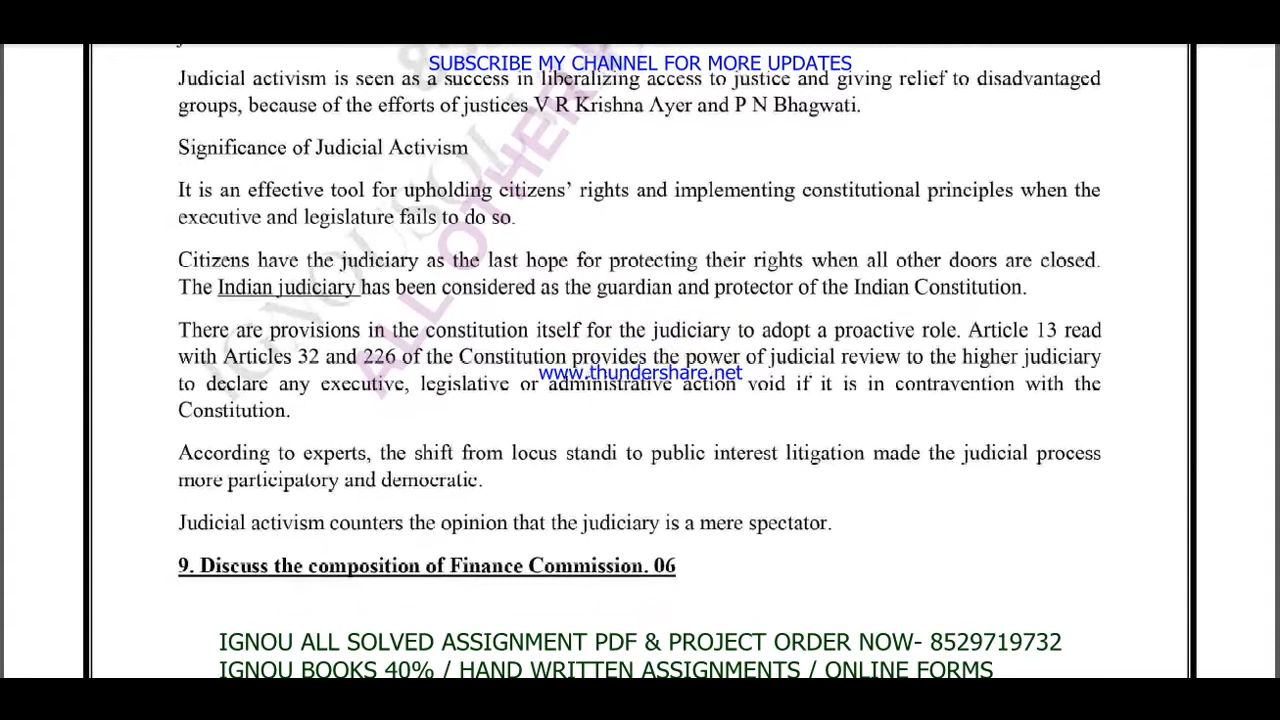 SUBSCRIBE MY CHANNEL FOR MORE UPDATES
Judicial activism is seen as a success in liberalizing access to justice and giving relief to disadvantaged
groups, because of the efforts of justices V R Krishna Ayer and P N Bhagwati.
Significance of Judicial Activism
It is an effective tool for upholding citizens’ rights and implementing constitutional principles when the
executive and legislature fails to do so.
Citizens have the judiciary as the last hope for protecting their rights when all other doors are closed.
The Indian judiciary has been considered as the guardian and protector of the Indian Constitution.
There are provisions in the constitution itself for the judiciary to adopt a proactive role. Article 13 read
with Articles 32 and 226 of the Constitution provides the power of judicial review to the higher judiciary
www.thundershare.net
to declare any executive, legislative or administrative action void if it is in contravention with the
Constitution.
According to experts, the shift from locus standi to public interest litigation made the judicial process
more participatory and democratic.
Judicial activism counters the opinion that the judiciary is a mere spectator.
9. Discuss the composition of Finance Commission. 06
IGNOU ALL SOLVED ASSIGNMENT PDF & PROJECT ORDER NOW- 8529719732
IGNOU BOOKS 40% / HAND WRITTEN ASSIGNMENTS / ONLINE FORMS
ALL OTHER